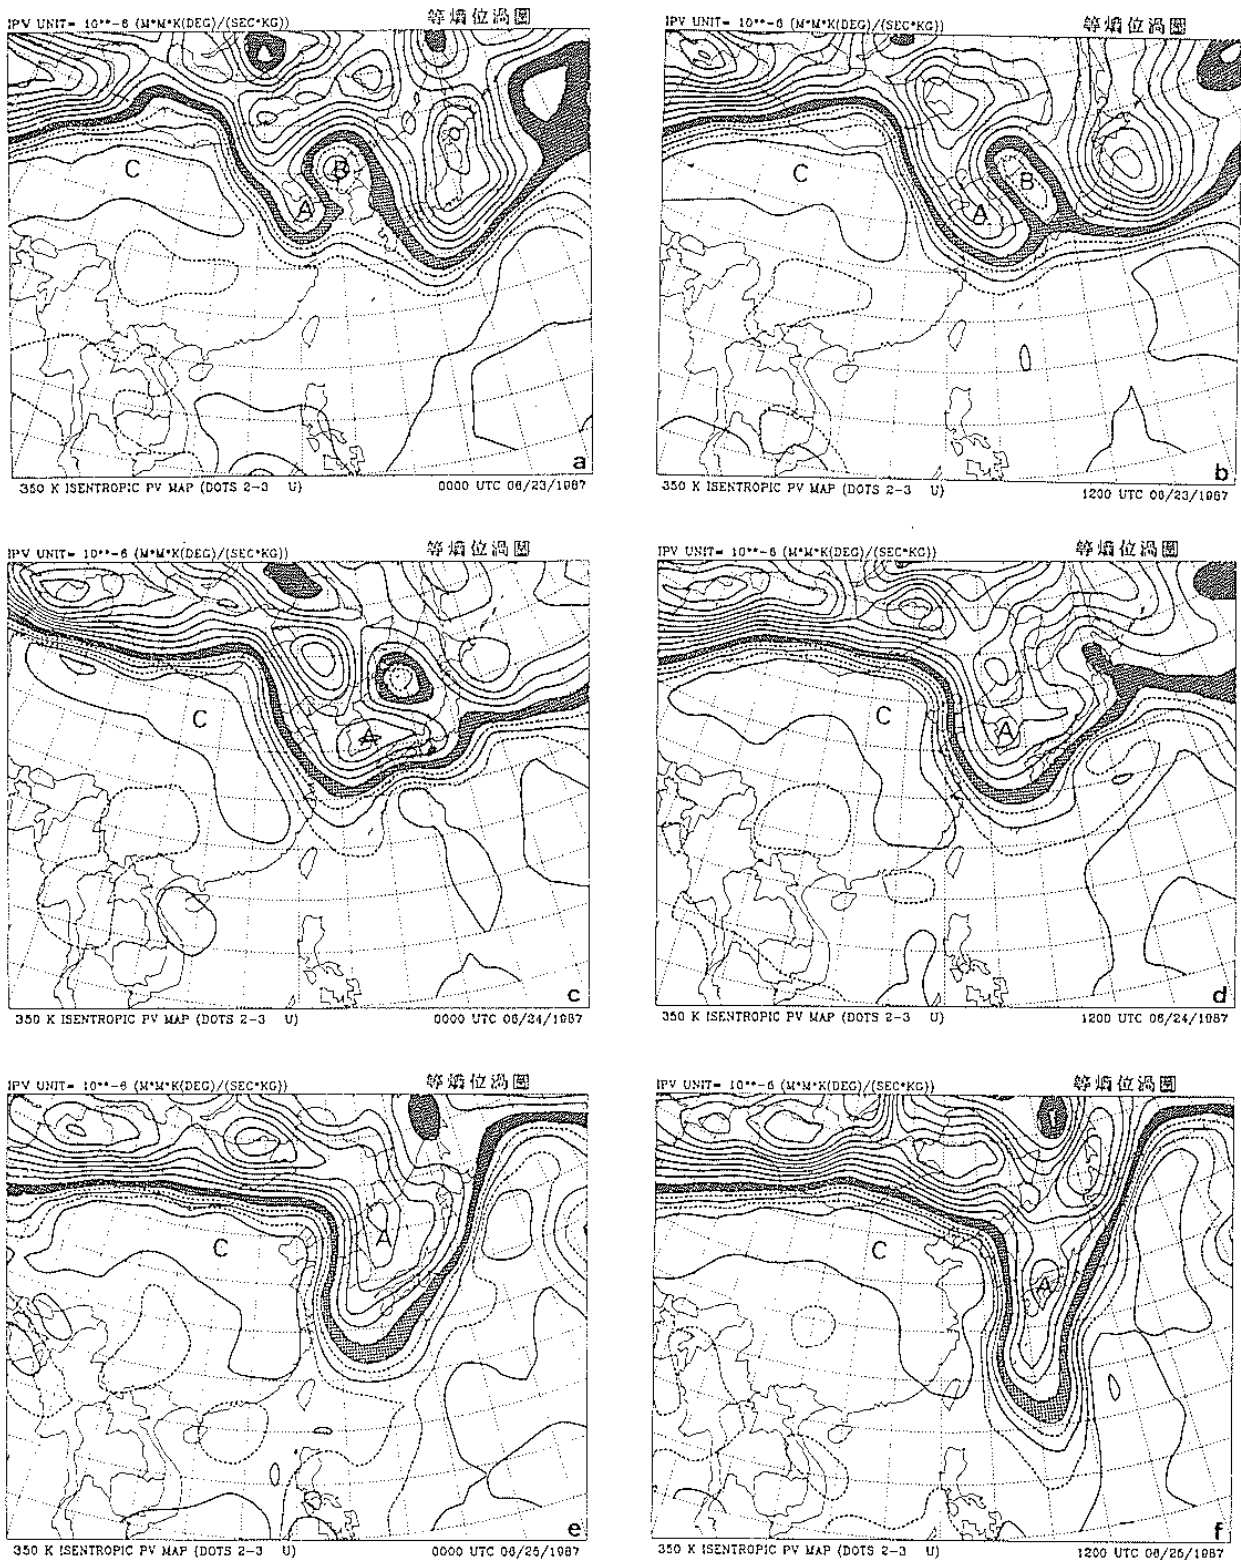 IPV UNIT= 10**-6 (M*M*K(DEG)/(SEC*KG)) 等熵位渦圖
C
A
B
a
350 K ISENTROPIC PV MAP (DOTS 2-3 U) 0000 UTC 06/23/1987
IPV UNIT= 10**-6 (M*M*K(DEG)/(SEC*KG)) 等熵位渦圖
C
A
B
b
350 K ISENTROPIC PV MAP (DOTS 2-3 U) 1200 UTC 06/23/1987
IPV UNIT= 10**-6 (M*M*K(DEG)/(SEC*KG)) 等熵位渦圖
C
A
c
350 K ISENTROPIC PV MAP (DOTS 2-3 U) 0000 UTC 06/24/1987
IPV UNIT= 10**-6 (M*M*K(DEG)/(SEC*KG)) 等熵位渦圖
C
A
d
350 K ISENTROPIC PV MAP (DOTS 2-3 U) 1200 UTC 06/24/1987
IPV UNIT= 10**-6 (M*M*K(DEG)/(SEC*KG)) 等熵位渦圖
C
A
e
350 K ISENTROPIC PV MAP (DOTS 2-3 U) 0000 UTC 06/25/1987
IPV UNIT= 10**-6 (M*M*K(DEG)/(SEC*KG)) 等熵位渦圖
C
A
f
350 K ISENTROPIC PV MAP (DOTS 2-3 U) 1200 UTC 06/25/1987